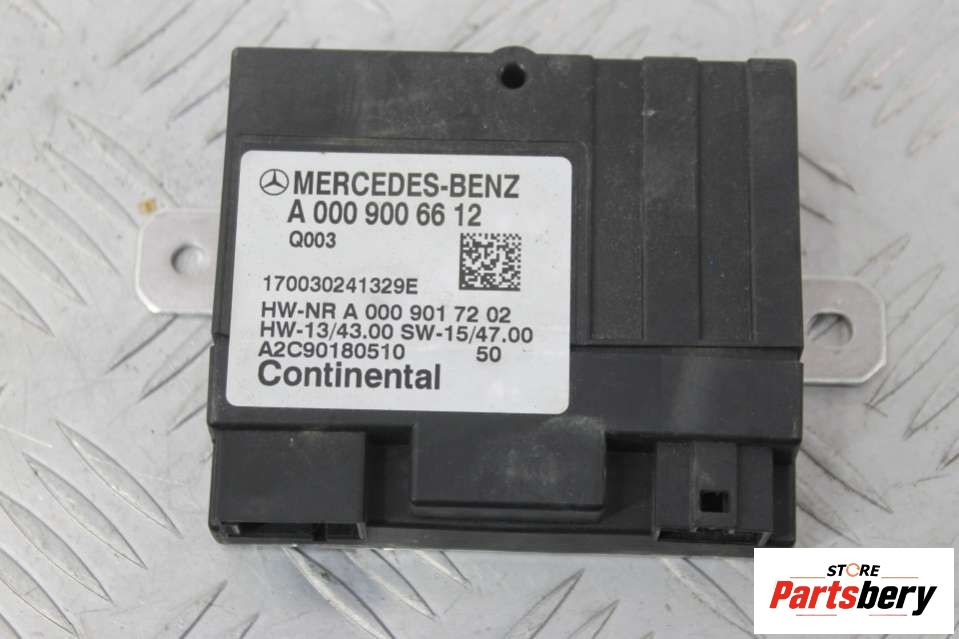 MERCEDES-BENZ
A 000 900 66 12
Q003
170030241329E
HW-NR A 000 901 72 02
HW-13/43.00 SW-15/47.00
A2C90180510 50
Continental
STORE
Partsbery